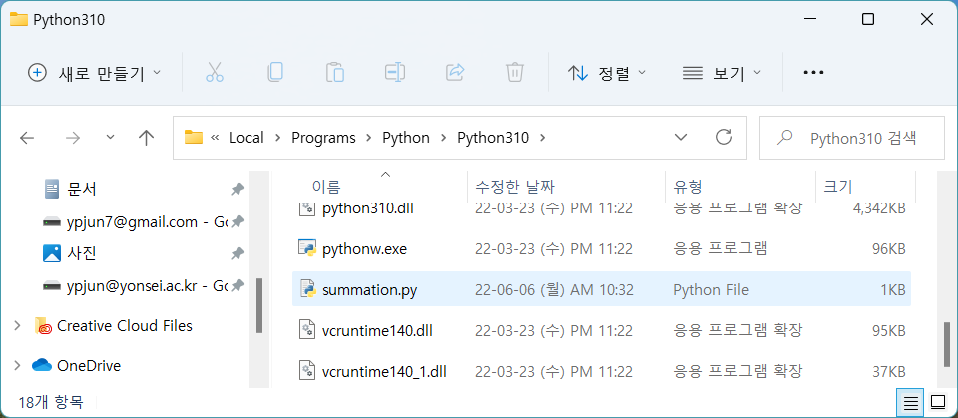 Python310
새로 만들기
정렬
보기
« Local > Programs > Python > Python310 >
Python310 검색
이름 수정한 날짜 유형 크기
문서
ypjun7@gmail.com - Go
사진
ypjun@yonsei.ac.kr - Go
Creative Cloud Files
OneDrive
python310.dll 22-03-23 (수) PM 11:22 응용 프로그램 확장 4,342KB
pythonw.exe 22-03-23 (수) PM 11:22 응용 프로그램 96KB
summation.py 22-06-06 (월) AM 10:32 Python File 1KB
vcruntime140.dll 22-03-23 (수) PM 11:22 응용 프로그램 확장 95KB
vcruntime140_1.dll 22-03-23 (수) PM 11:22 응용 프로그램 확장 37KB
18개 항목